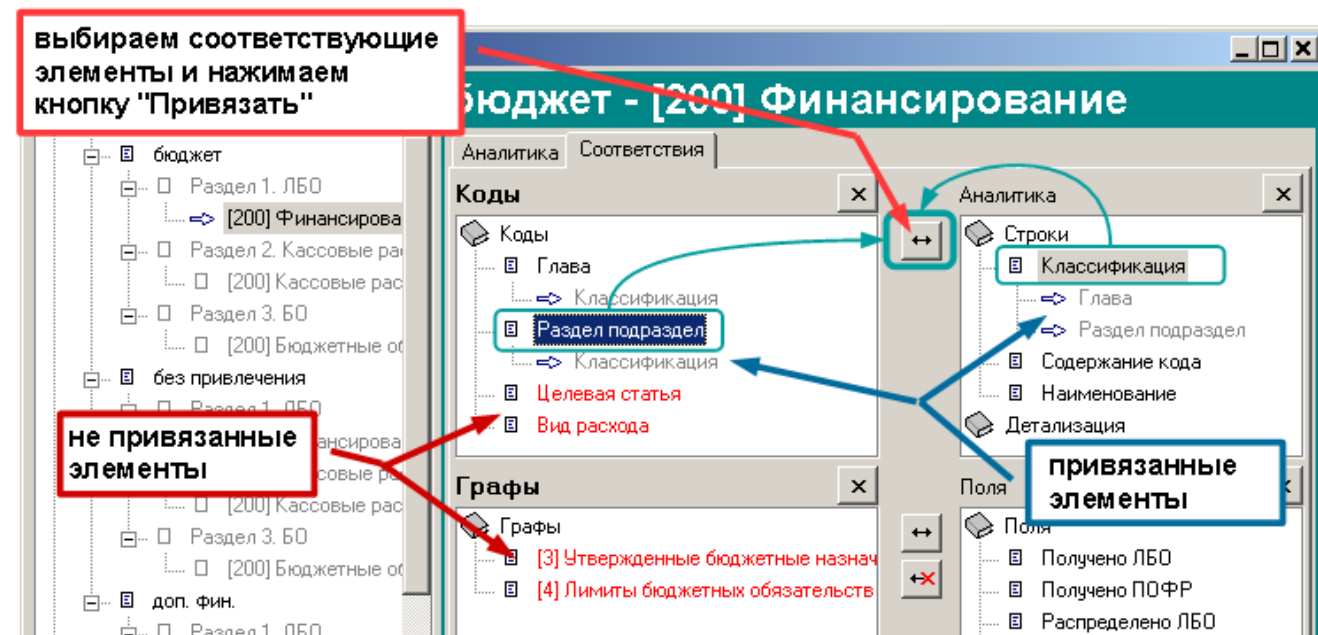 выбираем соответствующие
элементы и нажимаем
кнопку "Привязать"
бюджет - [200] Финансирование
бюджет
Раздел 1. ЛБО
[200] Финансирова
Раздел 2. Кассовые ра
[200] Кассовые рас
Раздел 3. БО
[200] Бюджетные об
без привлечения
Раздел 1. ЛБО
ансирова
совые ра
[200] Кассовые рас
Раздел 3. БО
[200] Бюджетные об
доп. фин.
Раздел 1. ЛБО
не привязанные
элементы
Аналитика
Соответствия
Коды
Коды
Глава
Классификация
Раздел подраздел
Классификация
Целевая статья
Вид расхода
Графы
Графы
[3] Утвержденные бюджетные назнач
[4] Лимиты бюджетных обязательств
Аналитика
Строки
Классификация
Глава
Раздел подраздел
Содержание кода
Наименование
Детализация
привязанные
элементы
Поля
Поля
Получено ЛБО
Получено ПОФР
Распределено ЛБО